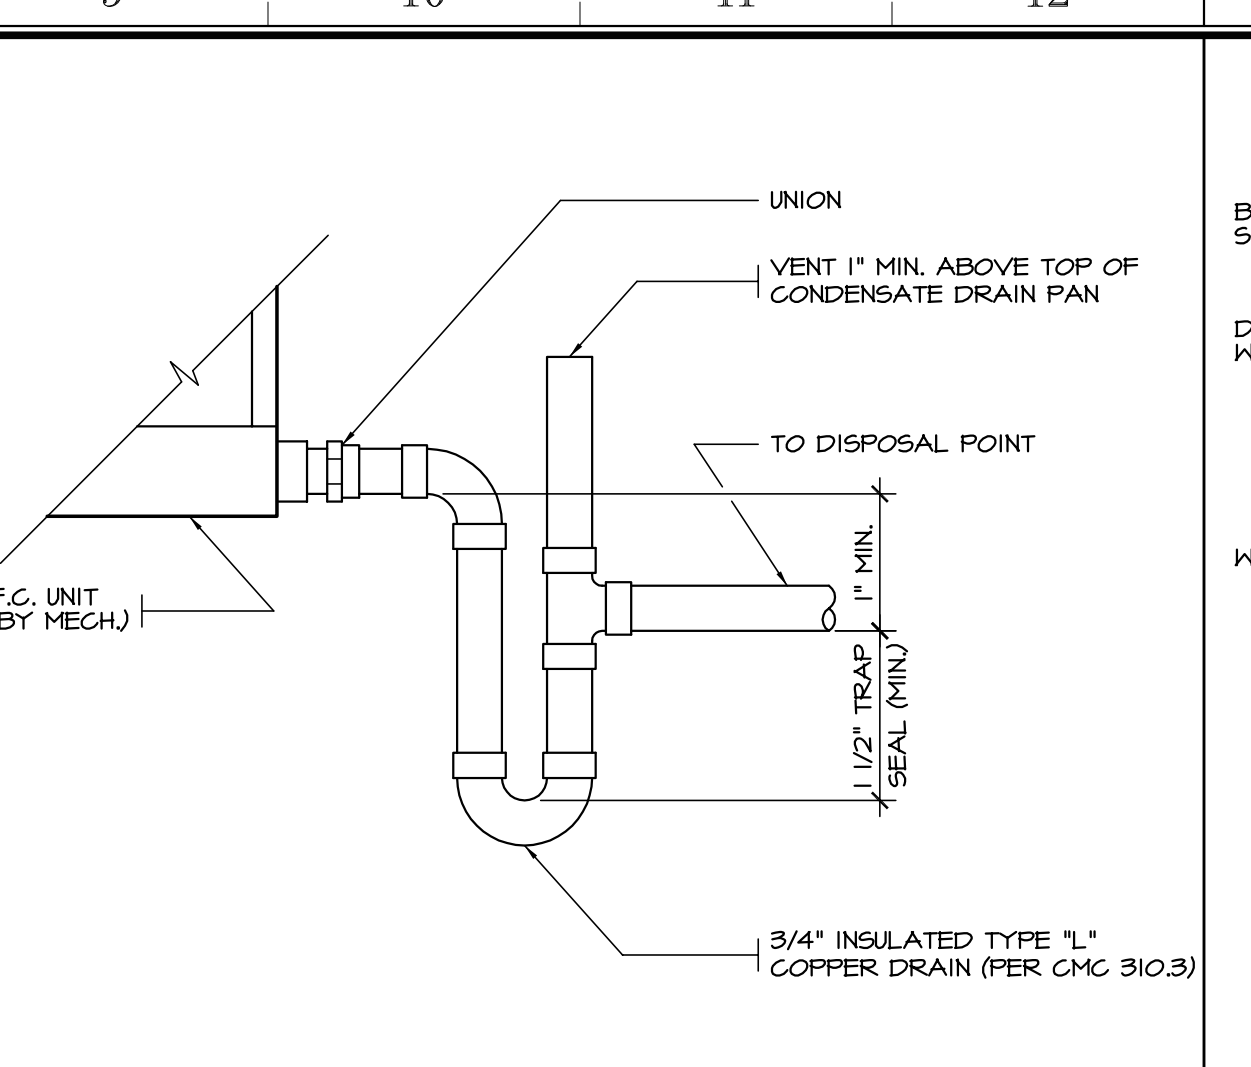 UNION
VENT 1" MIN. ABOVE TOP OF
CONDENSATE DRAIN PAN
TO DISPOSAL POINT
1" MIN.
F.C. UNIT
BY MECH.)
1 1/2" TRAP
SEAL (MIN.)
3/4" INSULATED TYPE "L"
COPPER DRAIN (PER CMC 310.3)